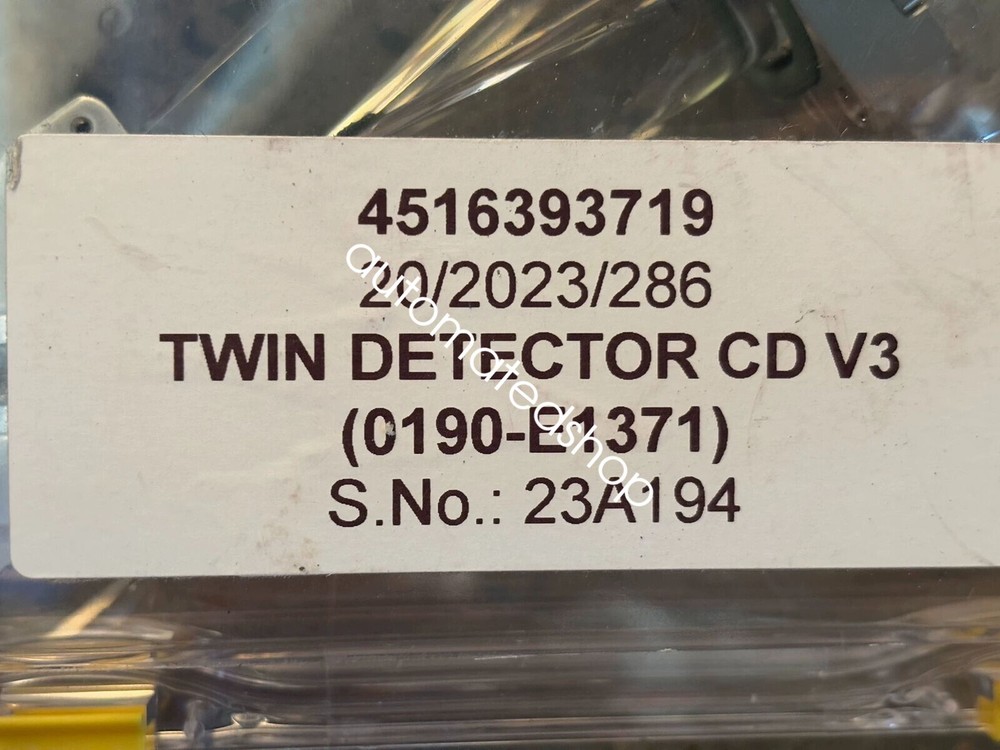 4516393719
20/2023/286
TWIN DETECTOR CD V3
(0190-E1371)
S.No.: 23A194
automatedshop